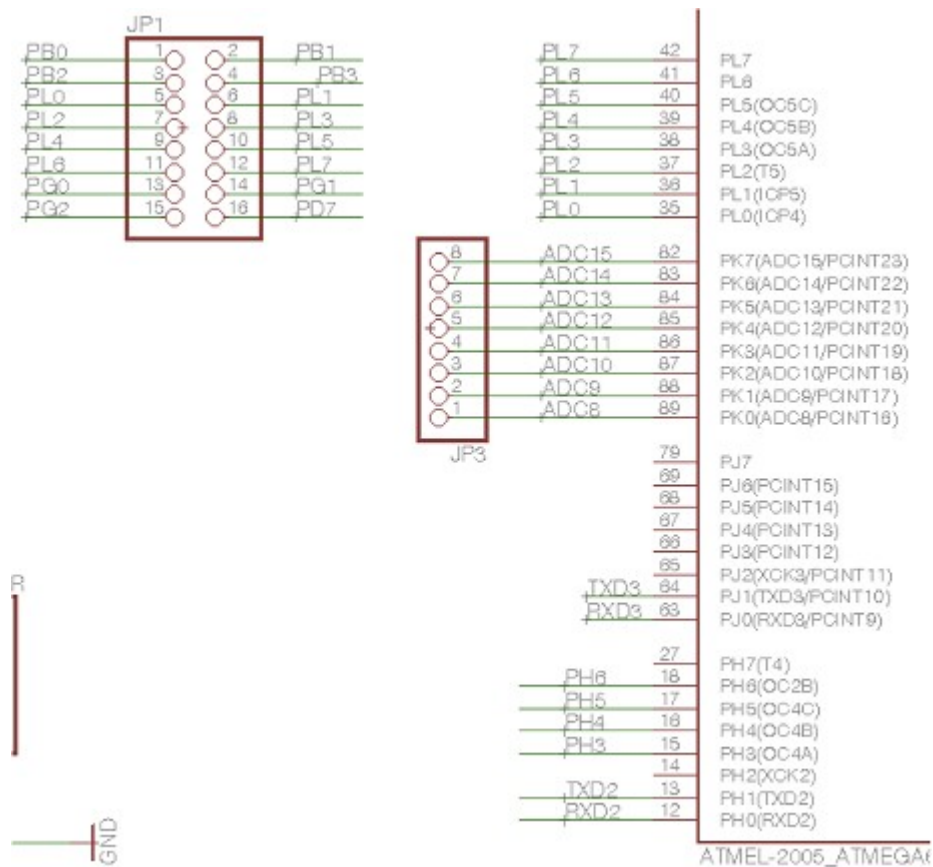 JP1
PB0 1 2 PB1
PB2 3 4 PB3
PL0 5 6 PL1
PL2 7 8 PL3
PL4 9 10 PL5
PL6 11 12 PL7
PG0 13 14 PG1
PG2 15 16 PD7
PL7 42 PL7
PL6 41 PL6
PL5 40 PL5(OC5C)
PL4 39 PL4(OC5B)
PL3 38 PL3(OC5A)
PL2 37 PL2(T5)
PL1 36 PL1(ICP5)
PL0 35 PL0(ICP4)
8 ADC15 82 PK7(ADC15/PCINT23)
7 ADC14 83 PK6(ADC14/PCINT22)
6 ADC13 84 PK5(ADC13/PCINT21)
5 ADC12 85 PK4(ADC12/PCINT20)
4 ADC11 86 PK3(ADC11/PCINT19)
3 ADC10 87 PK2(ADC10/PCINT18)
2 ADC9 88 PK1(ADC9/PCINT17)
1 ADC8 89 PK0(ADC8/PCINT16)
JP3
79 PJ7
69 PJ6(PCINT15)
68 PJ5(PCINT14)
67 PJ4(PCINT13)
66 PJ3(PCINT12)
65 PJ2(XCK3/PCINT11)
TXD3 64 PJ1(TXD3/PCINT10)
RXD3 63 PJ0(RXD3/PCINT9)
27 PH7(T4)
PH6 18 PH6(OC2B)
PH5 17 PH5(OC4C)
PH4 16 PH4(OC4B)
PH3 15 PH3(OC4A)
14 PH2(XCK2)
TXD2 13 PH1(TXD2)
RXD2 12 PH0(RXD2)
R
GND
ATMEL-2005_ATMEGA